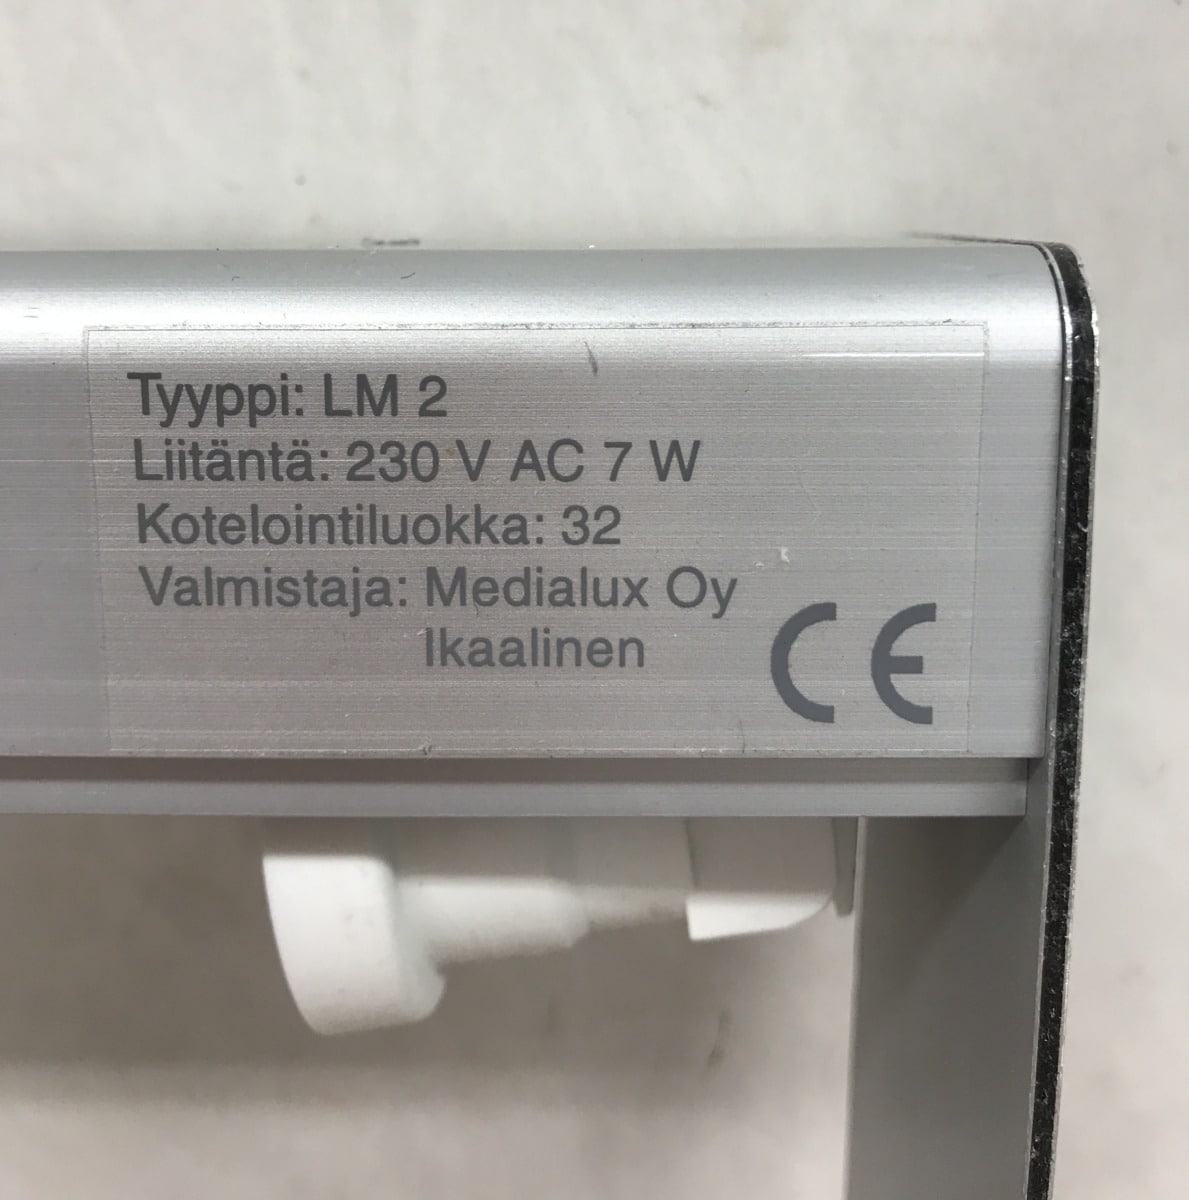 Tyyppi: LM 2
Liitäntä: 230 V AC 7 W
Kotelointiluokka: 32
Valmistaja: Medialux Oy
Ikaalinen
CE